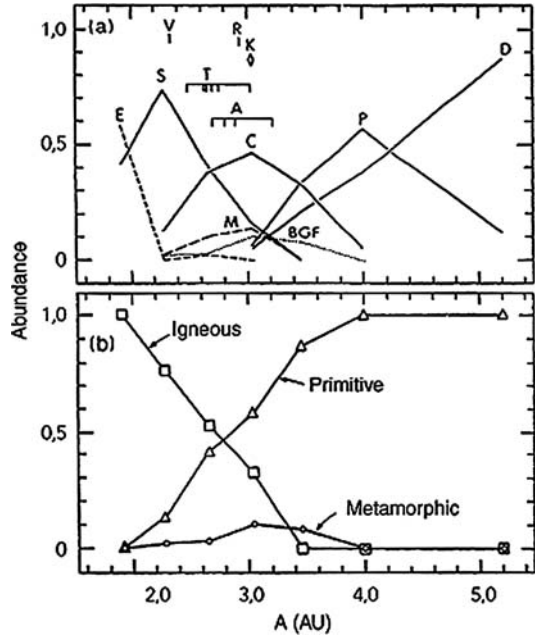 (a)
V
R
K
D
S
T
E
A
P
C
M
BGF
1,0
0,5
0
Abundance
(b)
Igneous
Primitive
Metamorphic
1,0
0,5
0
2,0 3,0 4,0 5,0
A (AU)